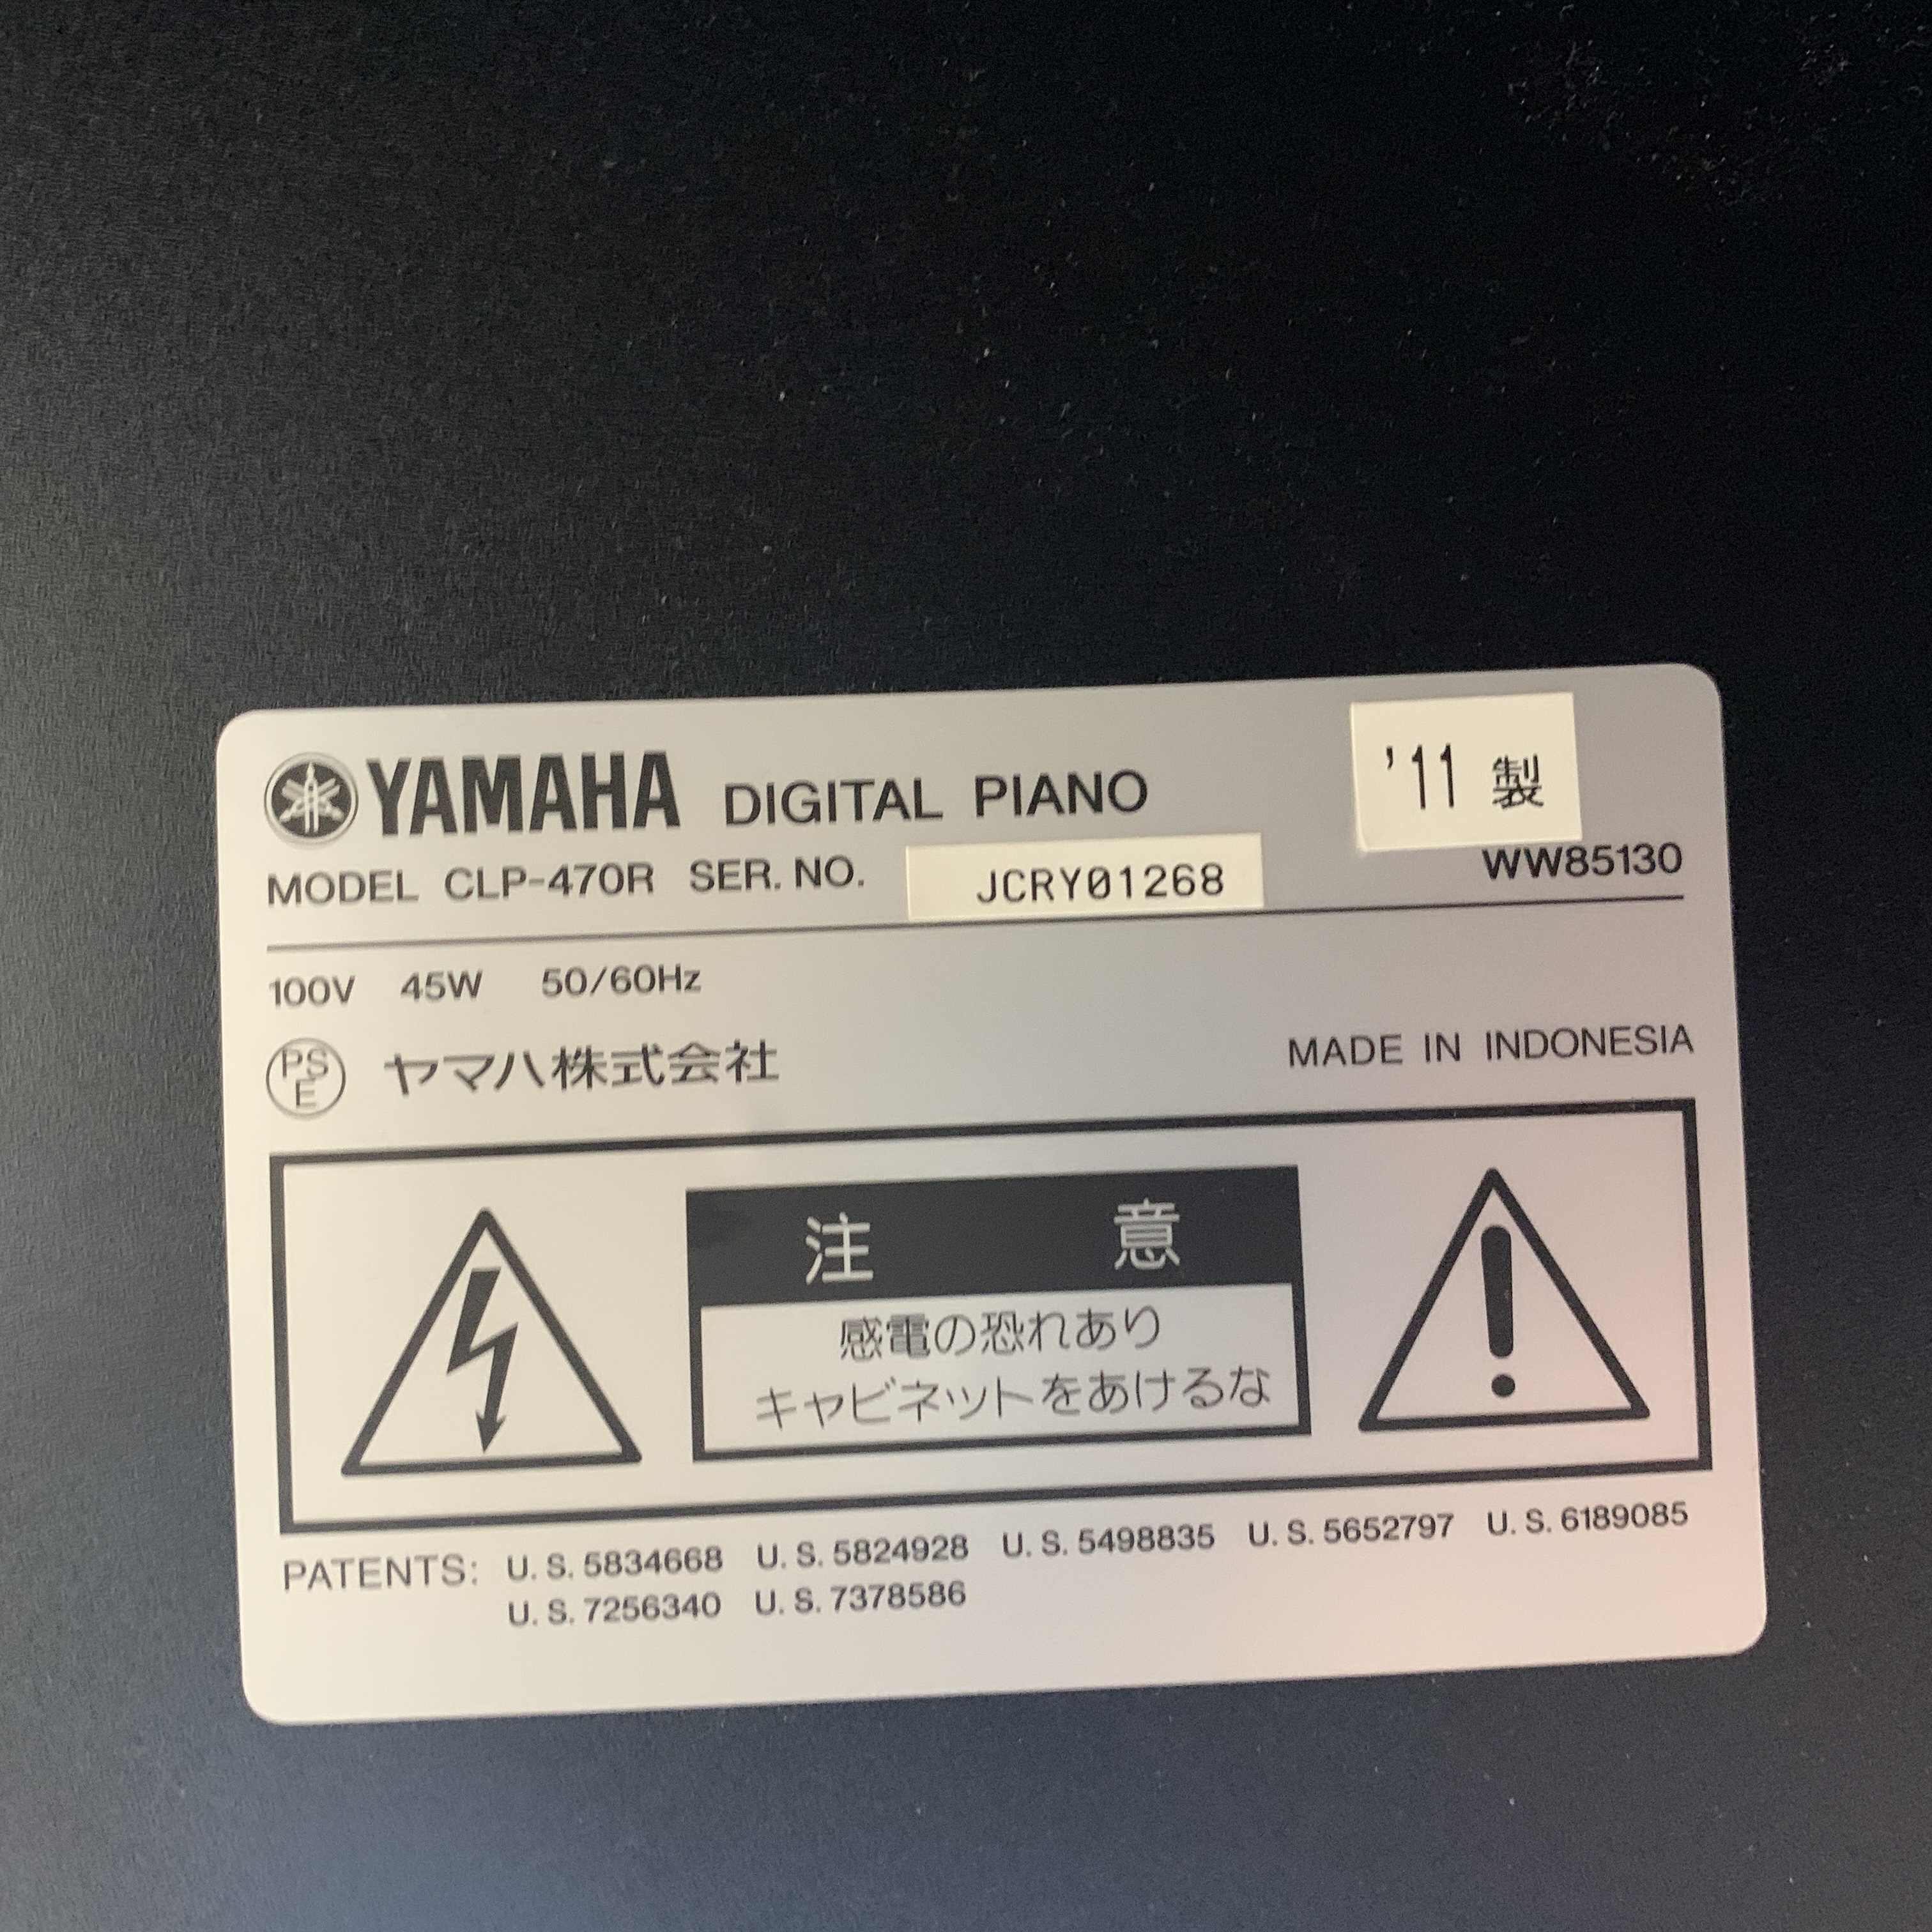 YAMAHA DIGITAL PIANO
'11 製
MODEL CLP-470R SER. NO. JCRY01268 WW85130
100V 45W 50/60Hz
PS
E
ヤマハ株式会社 MADE IN INDONESIA
注 意
感電の恐れあり
キャビネットをあけるな
PATENTS: U. S. 5834668 U. S. 5824928 U. S. 5498835 U. S. 5652797 U. S. 6189085
U. S. 7256340 U. S. 7378586